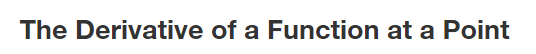 The Derivative of a Function at a Point